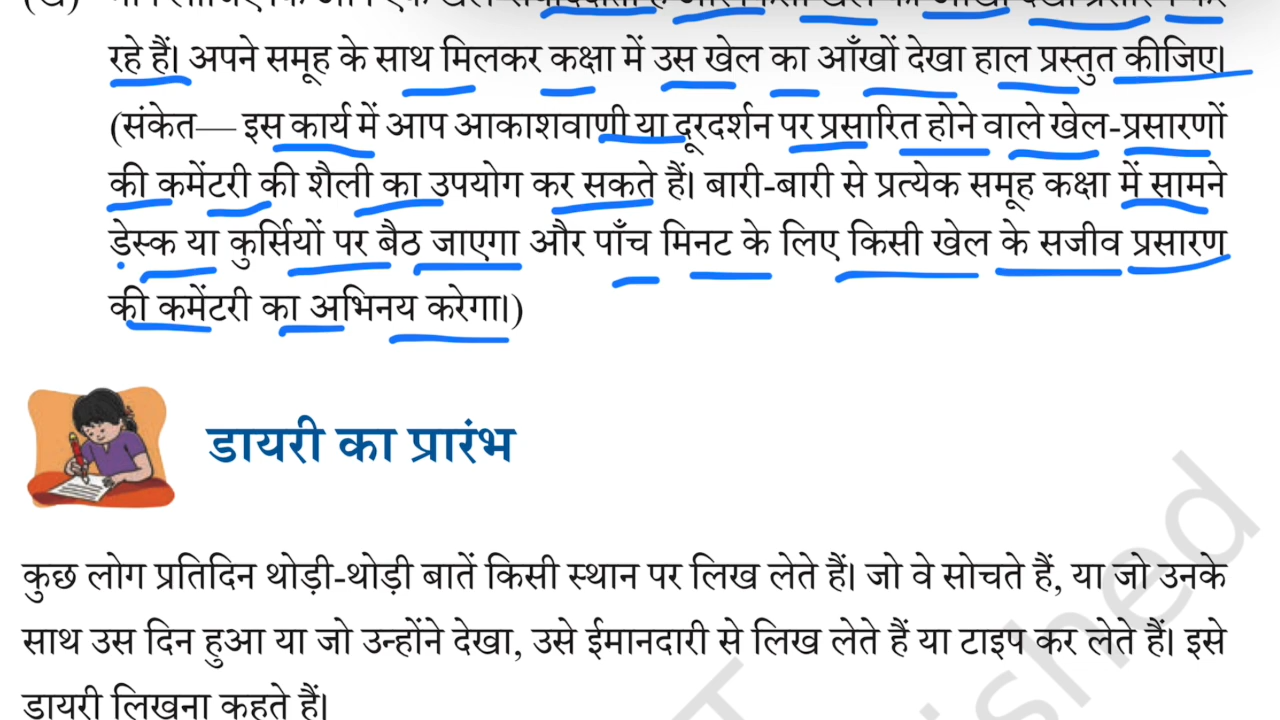 रहे हैं। अपने समूह के साथ मिलकर कक्षा में उस खेल का आँखों देखा हाल प्रस्तुत कीजिए।
(संकेत— इस कार्य में आप आकाशवाणी या दूरदर्शन पर प्रसारित होने वाले खेल-प्रसारणों
की कमेंटरी की शैली का उपयोग कर सकते हैं। बारी-बारी से प्रत्येक समूह कक्षा में सामने
डेस्क या कुर्सियों पर बैठ जाएगा और पाँच मिनट के लिए किसी खेल के सजीव प्रसारण
की कमेंटरी का अभिनय करेगा।)
डायरी का प्रारंभ
कुछ लोग प्रतिदिन थोड़ी-थोड़ी बातें किसी स्थान पर लिख लेते हैं। जो वे सोचते हैं, या जो उनके
साथ उस दिन हुआ या जो उन्होंने देखा, उसे ईमानदारी से लिख लेते हैं या टाइप कर लेते हैं। इसे
डायरी लिखना कहते हैं।